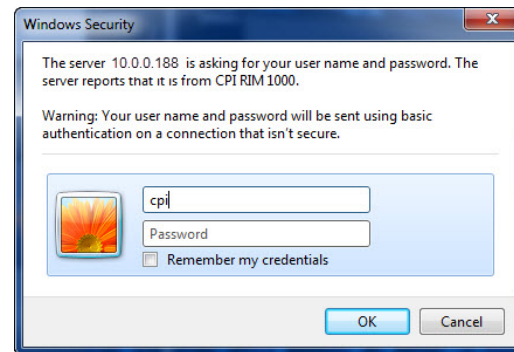 Windows Security
The server 10.0.0.188 is asking for your user name and password. The
server reports that it is from CPI RIM 1000.
Warning: Your user name and password will be sent using basic
authentication on a connection that isn't secure.
cpi
Password
Remember my credentials
OK Cancel